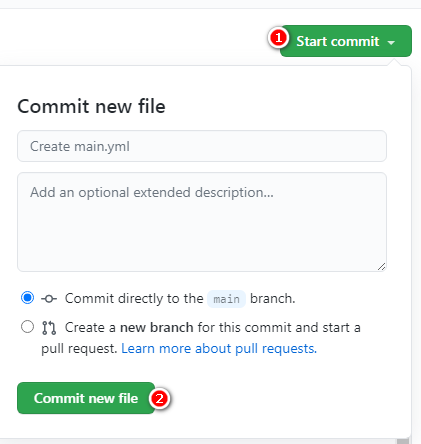 1 Start commit
Commit new file
Create main.yml
Add an optional extended description...
Commit directly to the main branch.
Create a new branch for this commit and start a
pull request. Learn more about pull requests.
Commit new file 2